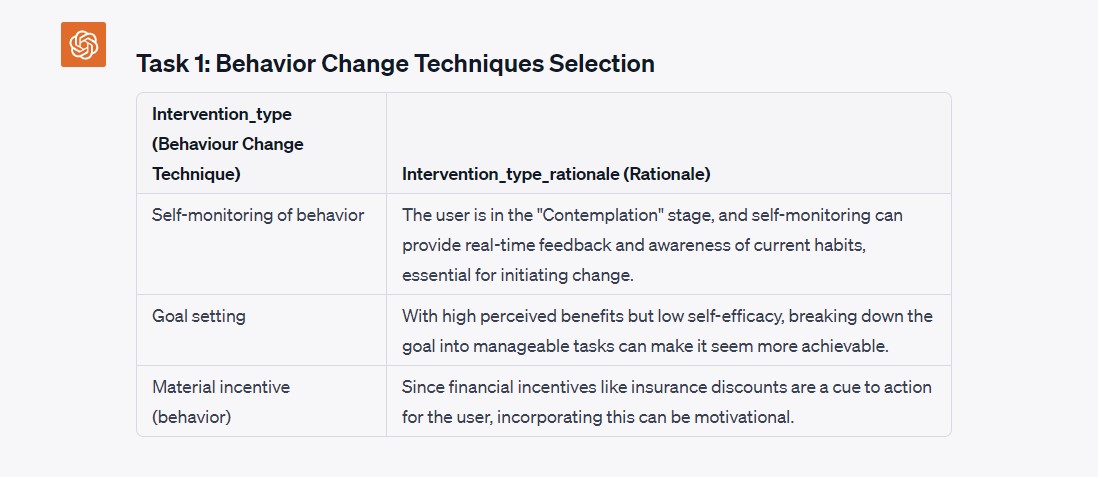 Task 1: Behavior Change Techniques Selection
Intervention_type
(Behaviour Change
Technique)
Intervention_type_rationale (Rationale)
Self-monitoring of behavior
The user is in the "Contemplation" stage, and self-monitoring can
provide real-time feedback and awareness of current habits,
essential for initiating change.
Goal setting
With high perceived benefits but low self-efficacy, breaking down the
goal into manageable tasks can make it seem more achievable.
Material incentive
(behavior)
Since financial incentives like insurance discounts are a cue to action
for the user, incorporating this can be motivational.